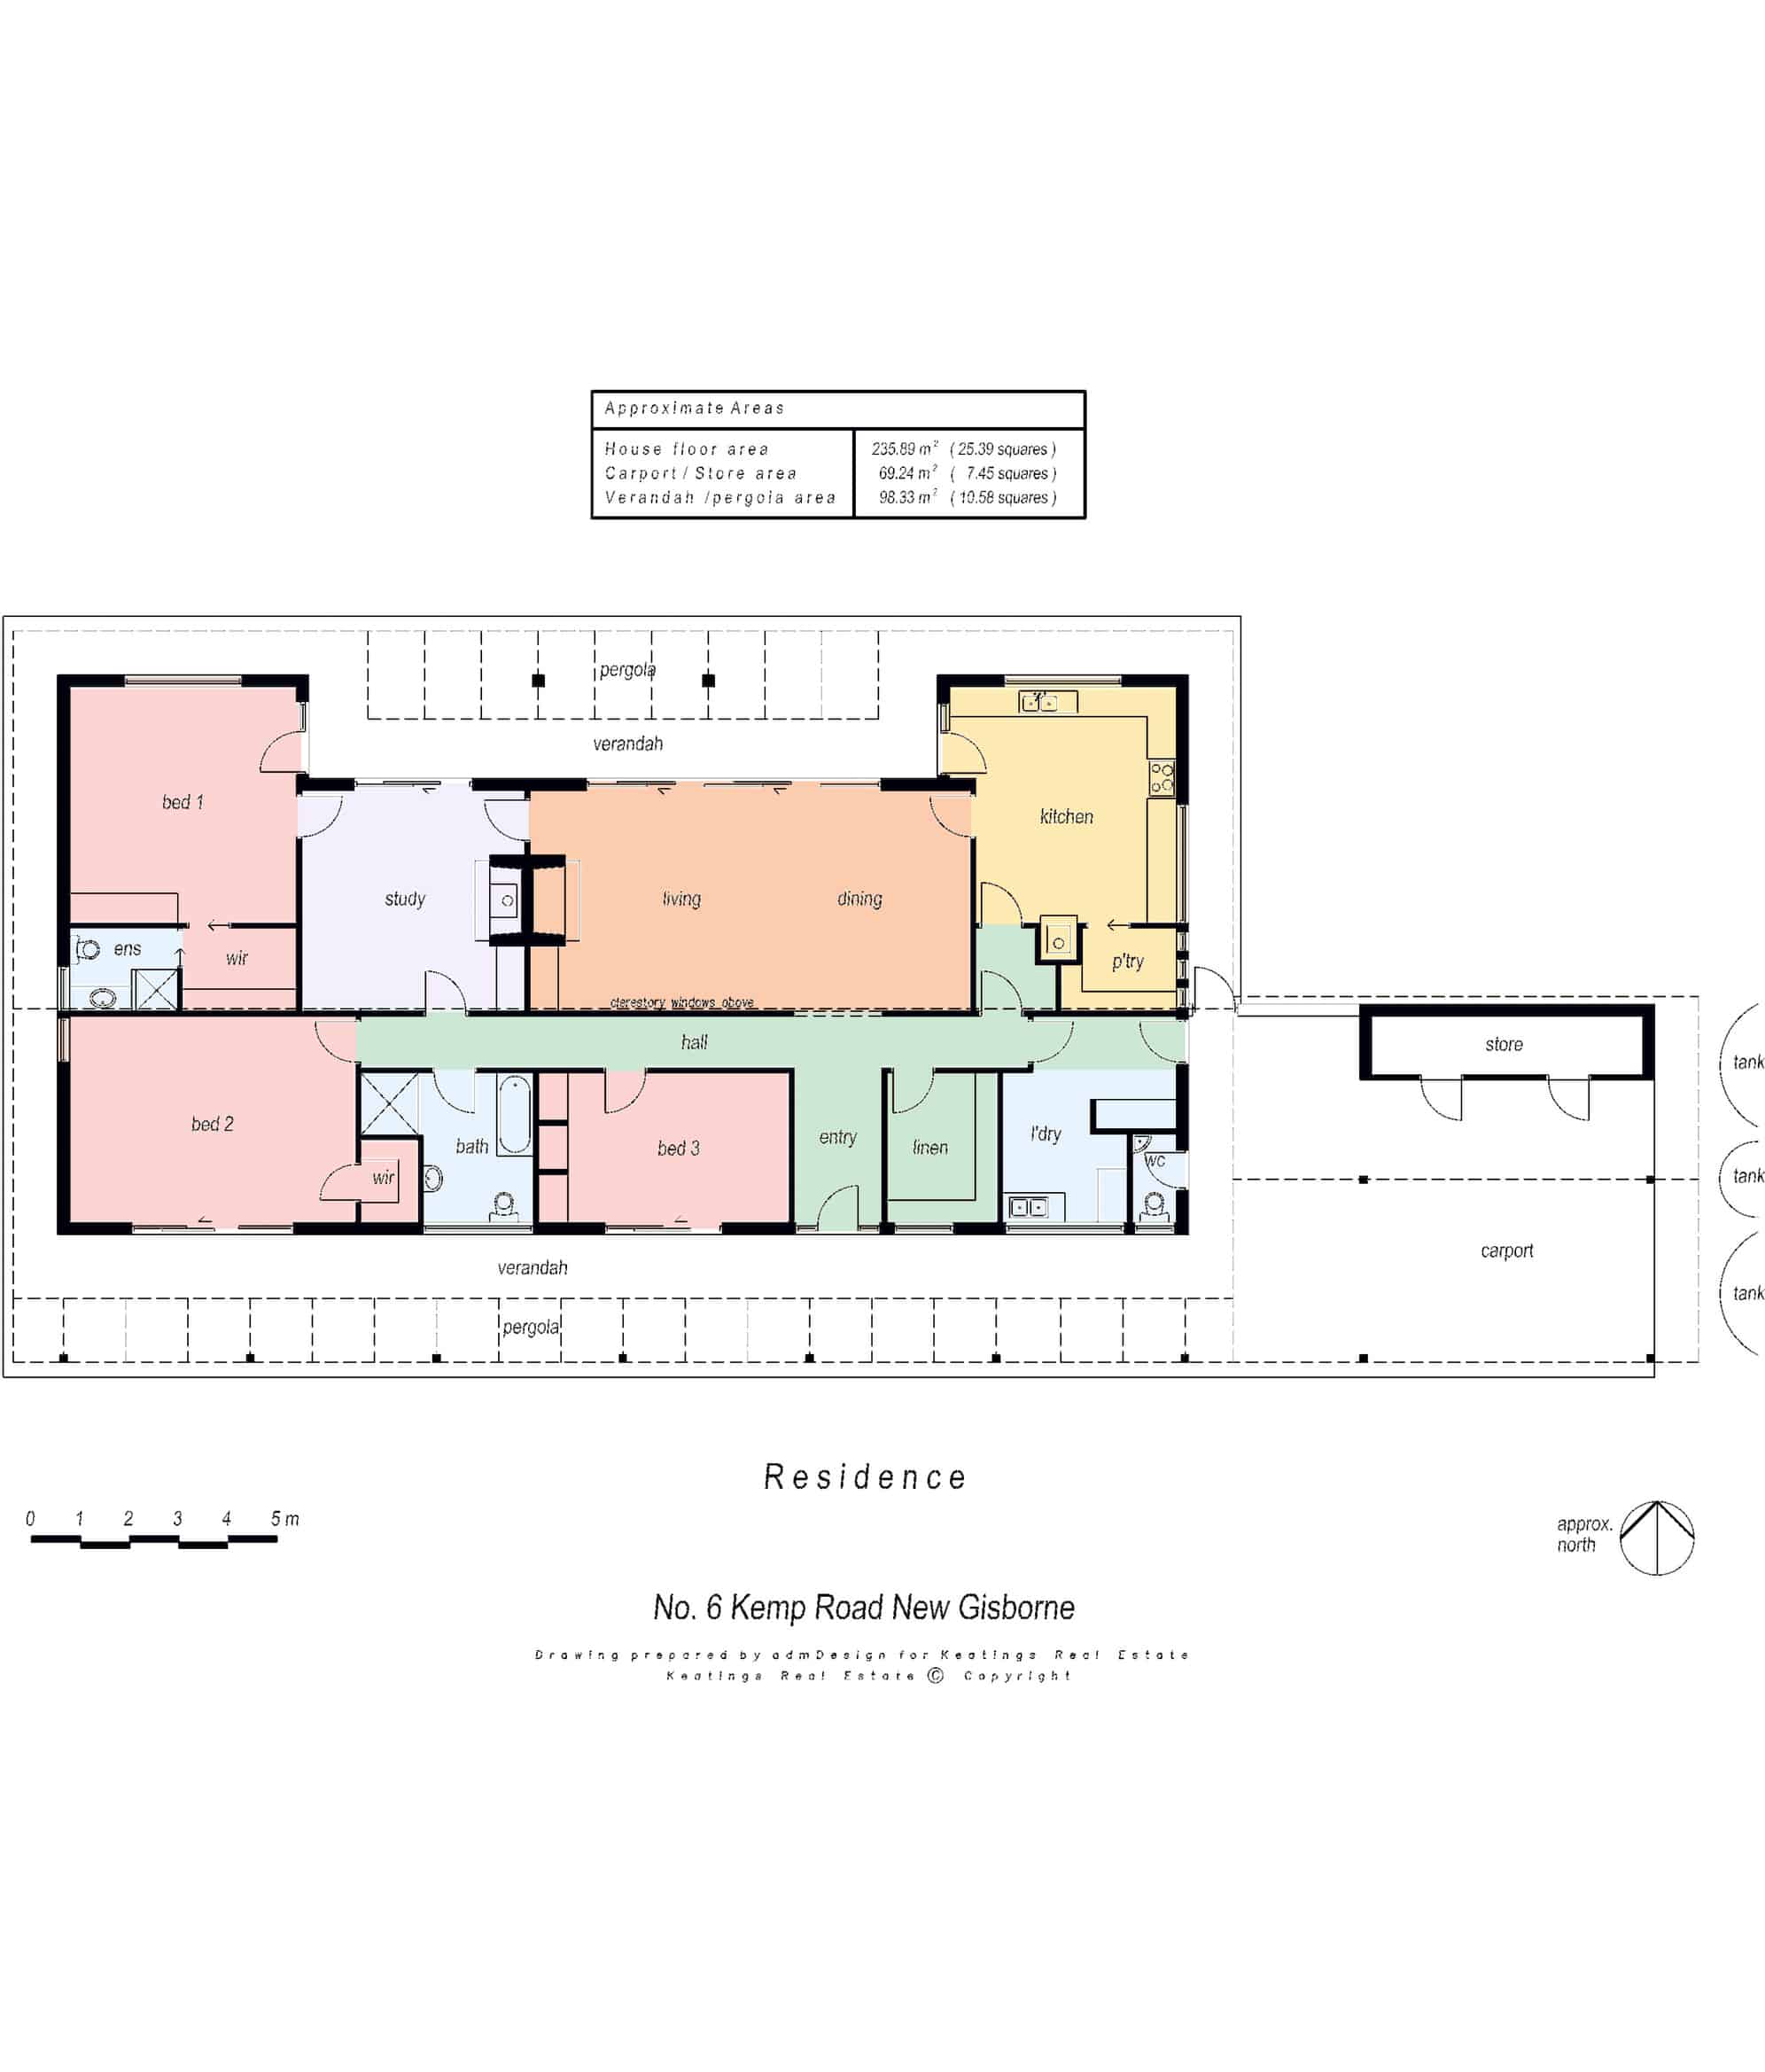 Approximate Areas
House floor area 235.89 m² ( 25.39 squares )
Carport / Store area 69.24 m² ( 7.45 squares )
Verandah /pergola area 98.33 m² ( 10.58 squares )
pergola
verandah
bed 1
kitchen
study
living
dining
ens
wir
p'try
clerestory windows above
hall
store
tank
bed 2
bath
bed 3
entry
linen
l'dry
wc
wir
tank
carport
verandah
tank
pergola
Residence
0 1 2 3 4 5 m
approx.
north
No. 6 Kemp Road New Gisborne
Drawing prepared by admDesign for Keatings Real Estate
Keatings Real Estate © Copyright